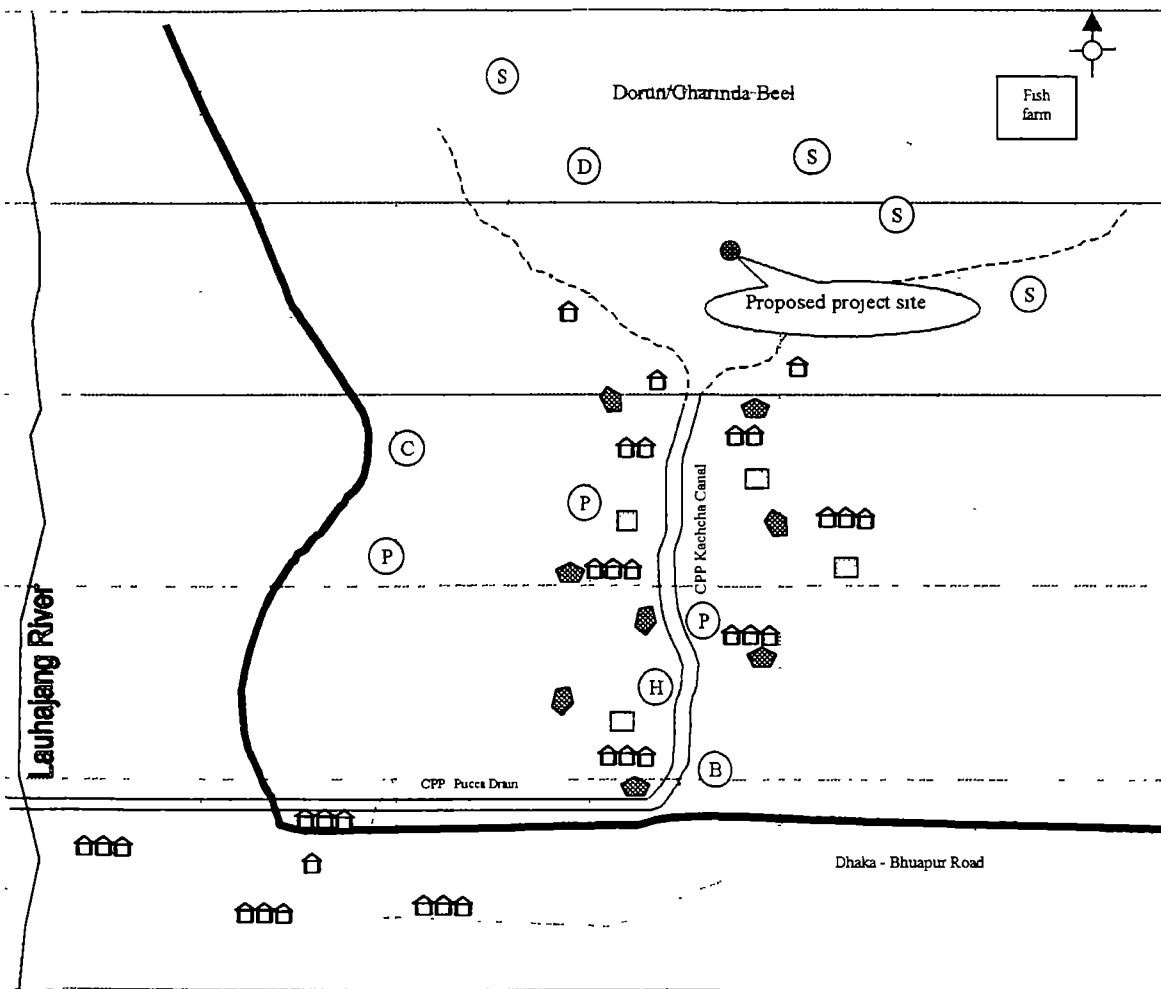 S
Dorun/Gharinda-Beel
Fish
farm
D
S
S
S
Proposed project site
C
P
CPP Kachcha Canal
P
P
H
Lauhajang River
B
CPP Pucca Drain
Dhaka - Bhuapur Road